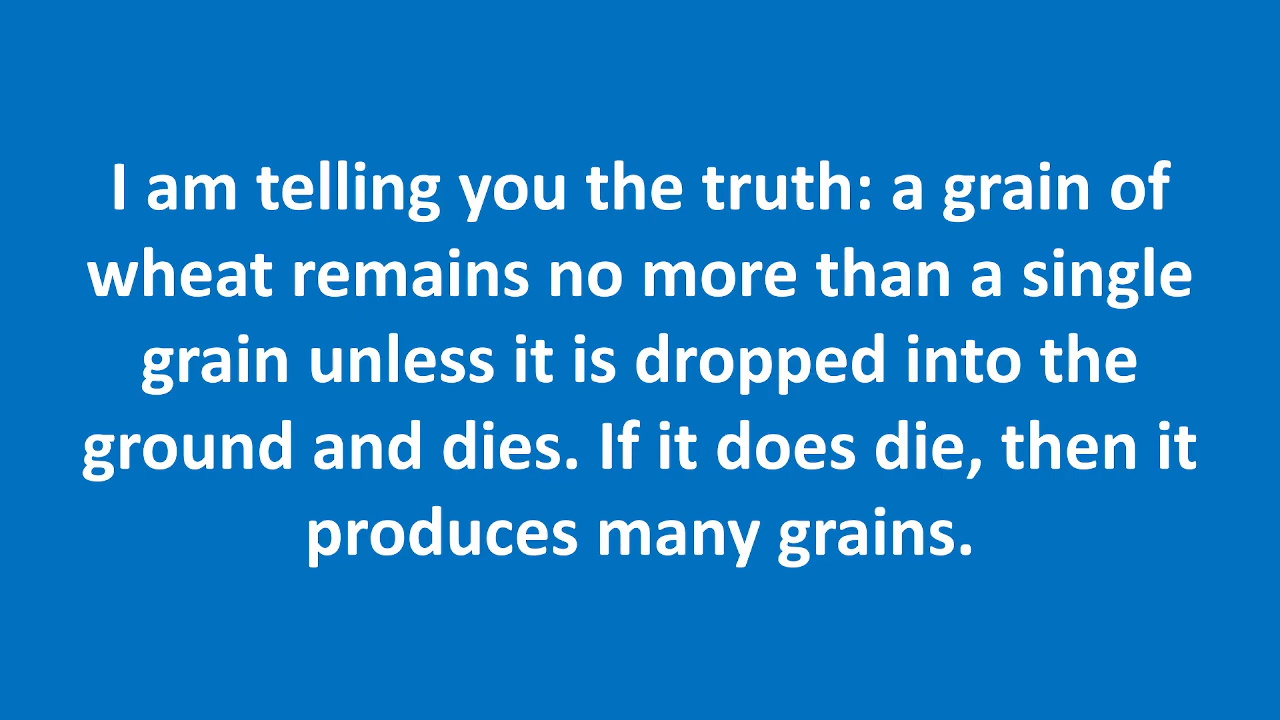 I am telling you the truth: a grain of
wheat remains no more than a single
grain unless it is dropped into the
ground and dies. If it does die, then it
produces many grains.